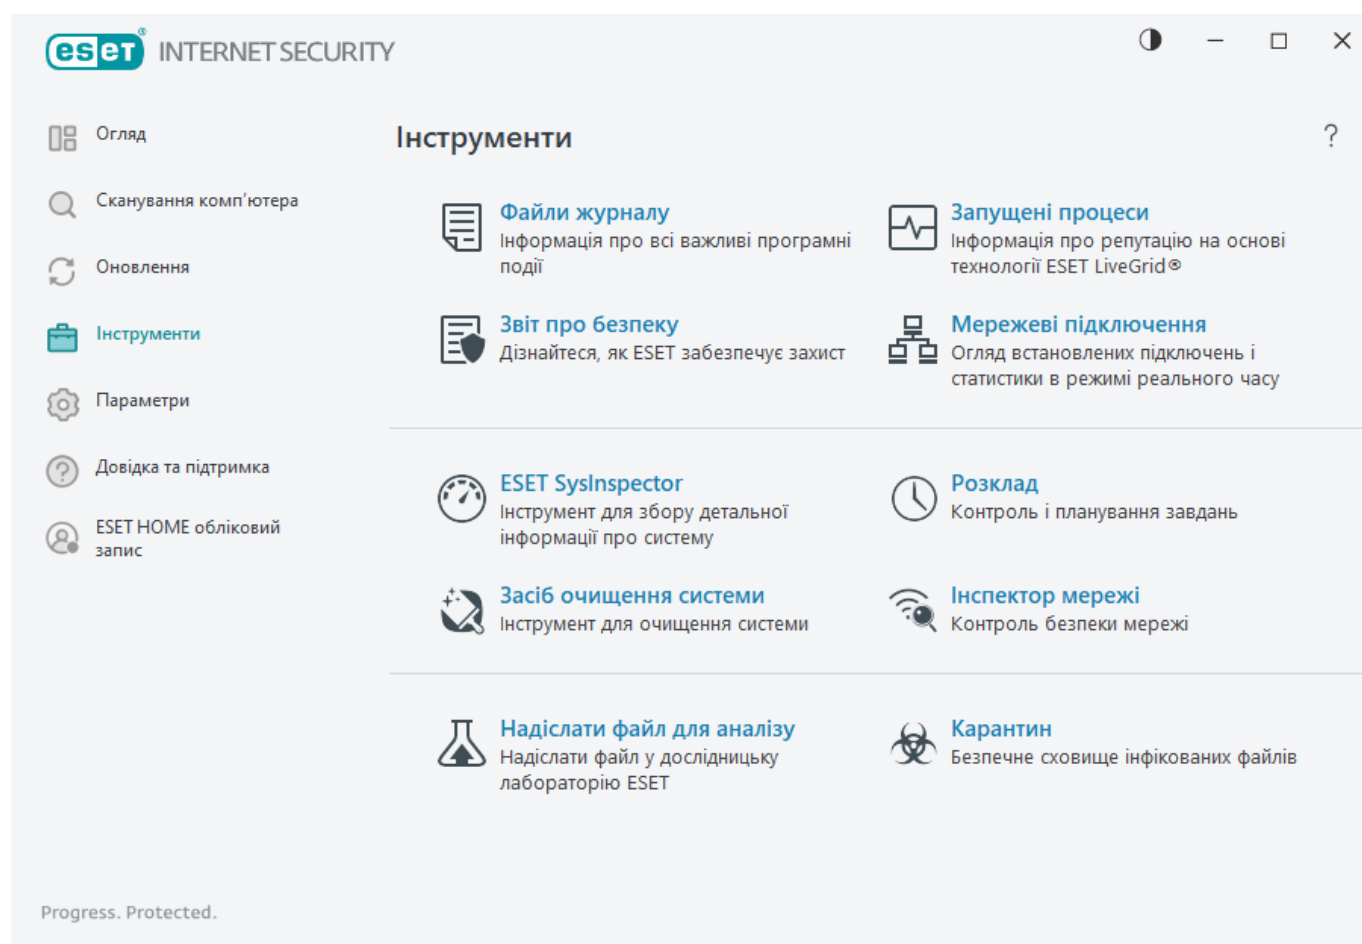 eset® INTERNET SECURITY
Огляд
Сканування комп'ютера
Оновлення
Інструменти
Параметри
Довідка та підтримка
ESET HOME обліковий
запис
Інструменти
?
Файли журналу
Інформація про всі важливі програмні
події
Запущені процеси
Інформація про репутацію на основі
технології ESET LiveGrid®
Звіт про безпеку
Дізнайтеся, як ESET забезпечує захист
Мережеві підключення
Огляд встановлених підключень і
статистики в режимі реального часу
ESET SysInspector
Інструмент для збору детальної
інформації про систему
Розклад
Контроль і планування завдань
Засіб очищення системи
Інструмент для очищення системи
Інспектор мережі
Контроль безпеки мережі
Надіслати файл для аналізу
Надіслати файл у дослідницьку
лабораторію ESET
Карантин
Безпечне сховище інфікованих файлів
Progress. Protected.